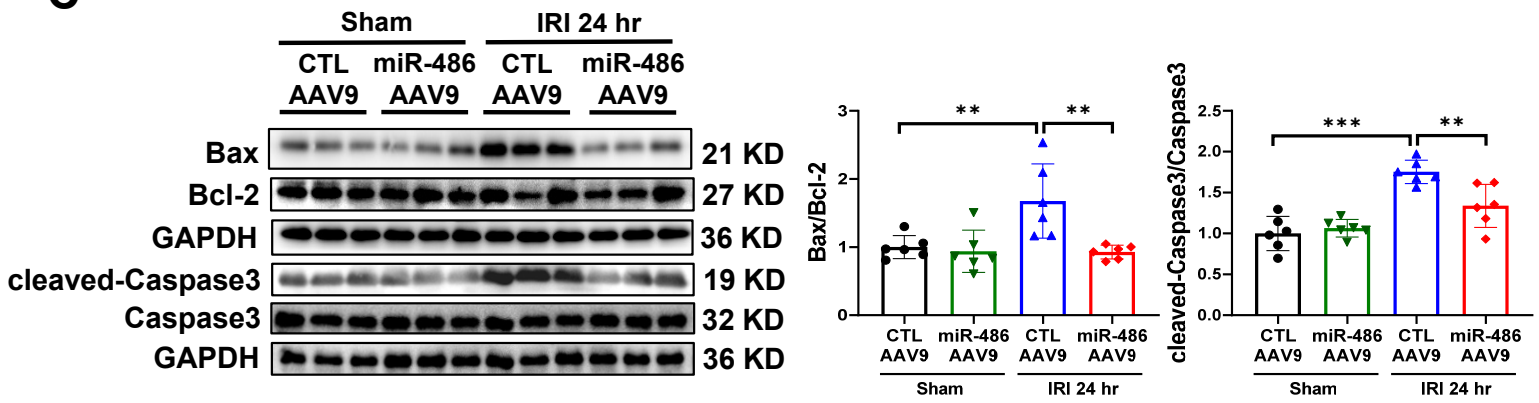 Sham IRI 24 hr
CTL miR-486 CTL miR-486
AAV9 AAV9 AAV9 AAV9
Bax 21 KD
Bcl-2 27 KD
GAPDH 36 KD
cleaved-Caspase3 19 KD
Caspase3 32 KD
GAPDH 36 KD
Bax/Bcl-2
3
2
1
0
** **
CTL miR-486 CTL miR-486
AAV9 AAV9 AAV9 AAV9
Sham IRI 24 hr
cleaved-Caspase3/Caspase3
2.5
2.0
1.5
1.0
0.5
0.0
*** **
CTL miR-486 CTL miR-486
AAV9 AAV9 AAV9 AAV9
Sham IRI 24 hr